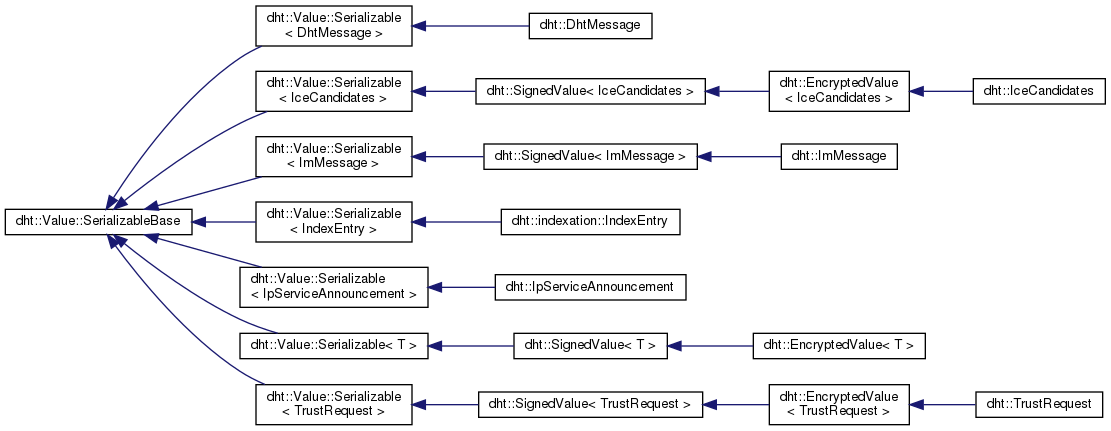 dht::Value::Serializable
< DhtMessage >
dht::DhtMessage
dht::Value::Serializable
< IceCandidates >
dht::SignedValue< IceCandidates >
dht::EncryptedValue
< IceCandidates >
dht::IceCandidates
dht::Value::Serializable
< ImMessage >
dht::SignedValue< ImMessage >
dht::ImMessage
dht::Value::SerializableBase
dht::Value::Serializable
< IndexEntry >
dht::indexation::IndexEntry
dht::Value::Serializable
< IpServiceAnnouncement >
dht::IpServiceAnnouncement
dht::Value::Serializable< T >
dht::SignedValue< T >
dht::EncryptedValue< T >
dht::Value::Serializable
< TrustRequest >
dht::SignedValue< TrustRequest >
dht::EncryptedValue
< TrustRequest >
dht::TrustRequest